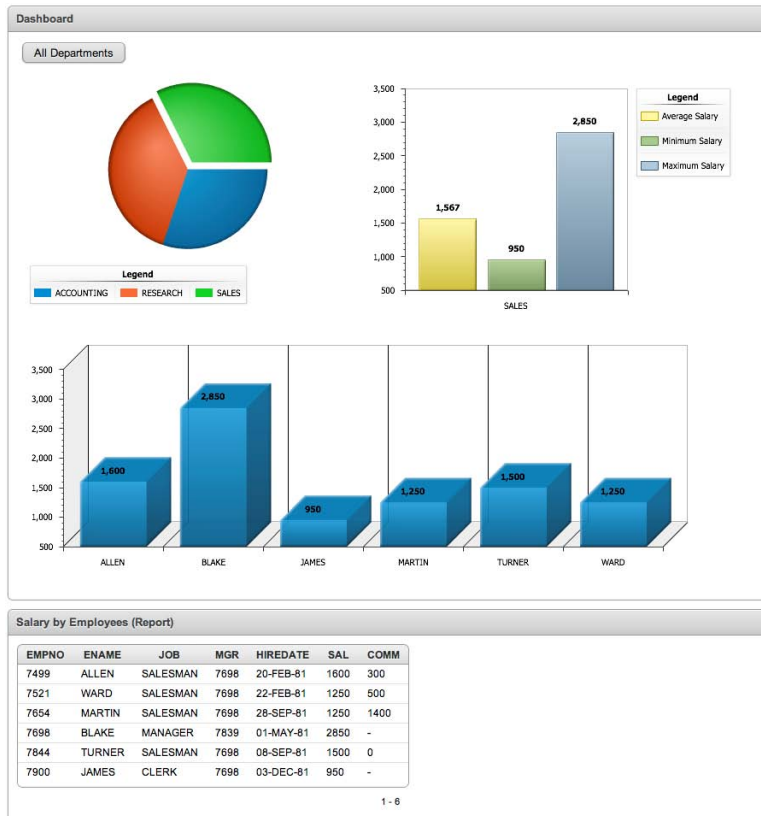 Dashboard
All Departments
Legend
ACCOUNTING RESEARCH SALES
3,500
3,000
2,500
2,000
1,500
1,000
500
1,567
950
2,850
SALES
Legend
Average Salary
Minimum Salary
Maximum Salary
3,500
3,000
2,500
2,000
1,500
1,000
500
1,600
2,850
950
1,250
1,500
1,250
ALLEN BLAKE JAMES MARTIN TURNER WARD
Salary by Employees (Report)
EMPNO ENAME JOB MGR HIREDATE SAL COMM
7499 ALLEN SALESMAN 7698 20-FEB-81 1600 300
7521 WARD SALESMAN 7698 22-FEB-81 1250 500
7654 MARTIN SALESMAN 7698 28-SEP-81 1250 1400
7698 BLAKE MANAGER 7839 01-MAY-81 2850 -
7844 TURNER SALESMAN 7698 08-SEP-81 1500 0
7900 JAMES CLERK 7698 03-DEC-81 950 -
1 - 6